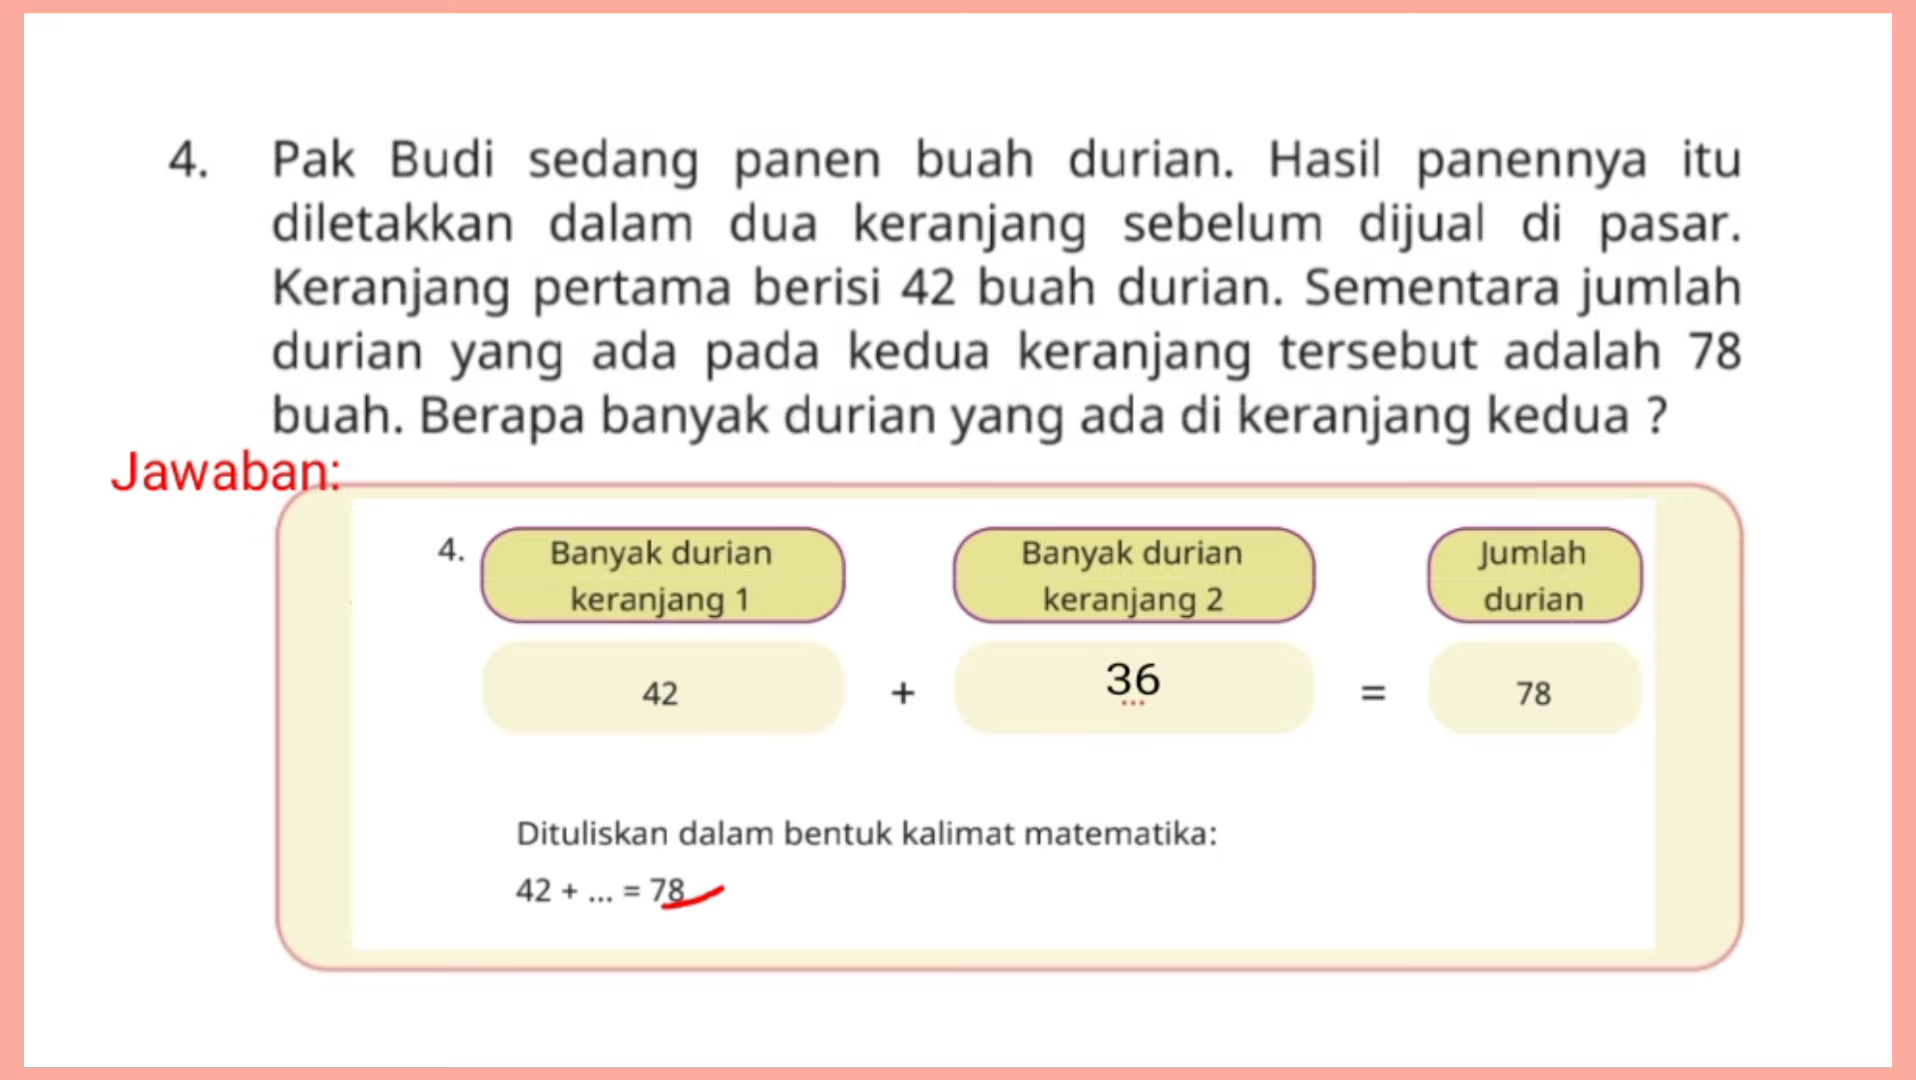 4. Pak Budi sedang panen buah durian. Hasil panennya itu
diletakkan dalam dua keranjang sebelum dijual di pasar.
Keranjang pertama berisi 42 buah durian. Sementara jumlah
durian yang ada pada kedua keranjang tersebut adalah 78
buah. Berapa banyak durian yang ada di keranjang kedua ?
Jawaban:
4. Banyak durian keranjang 1
Banyak durian keranjang 2
Jumlah durian
42 + 36 ... = 78
Dituliskan dalam bentuk kalimat matematika:
42 + ... = 78